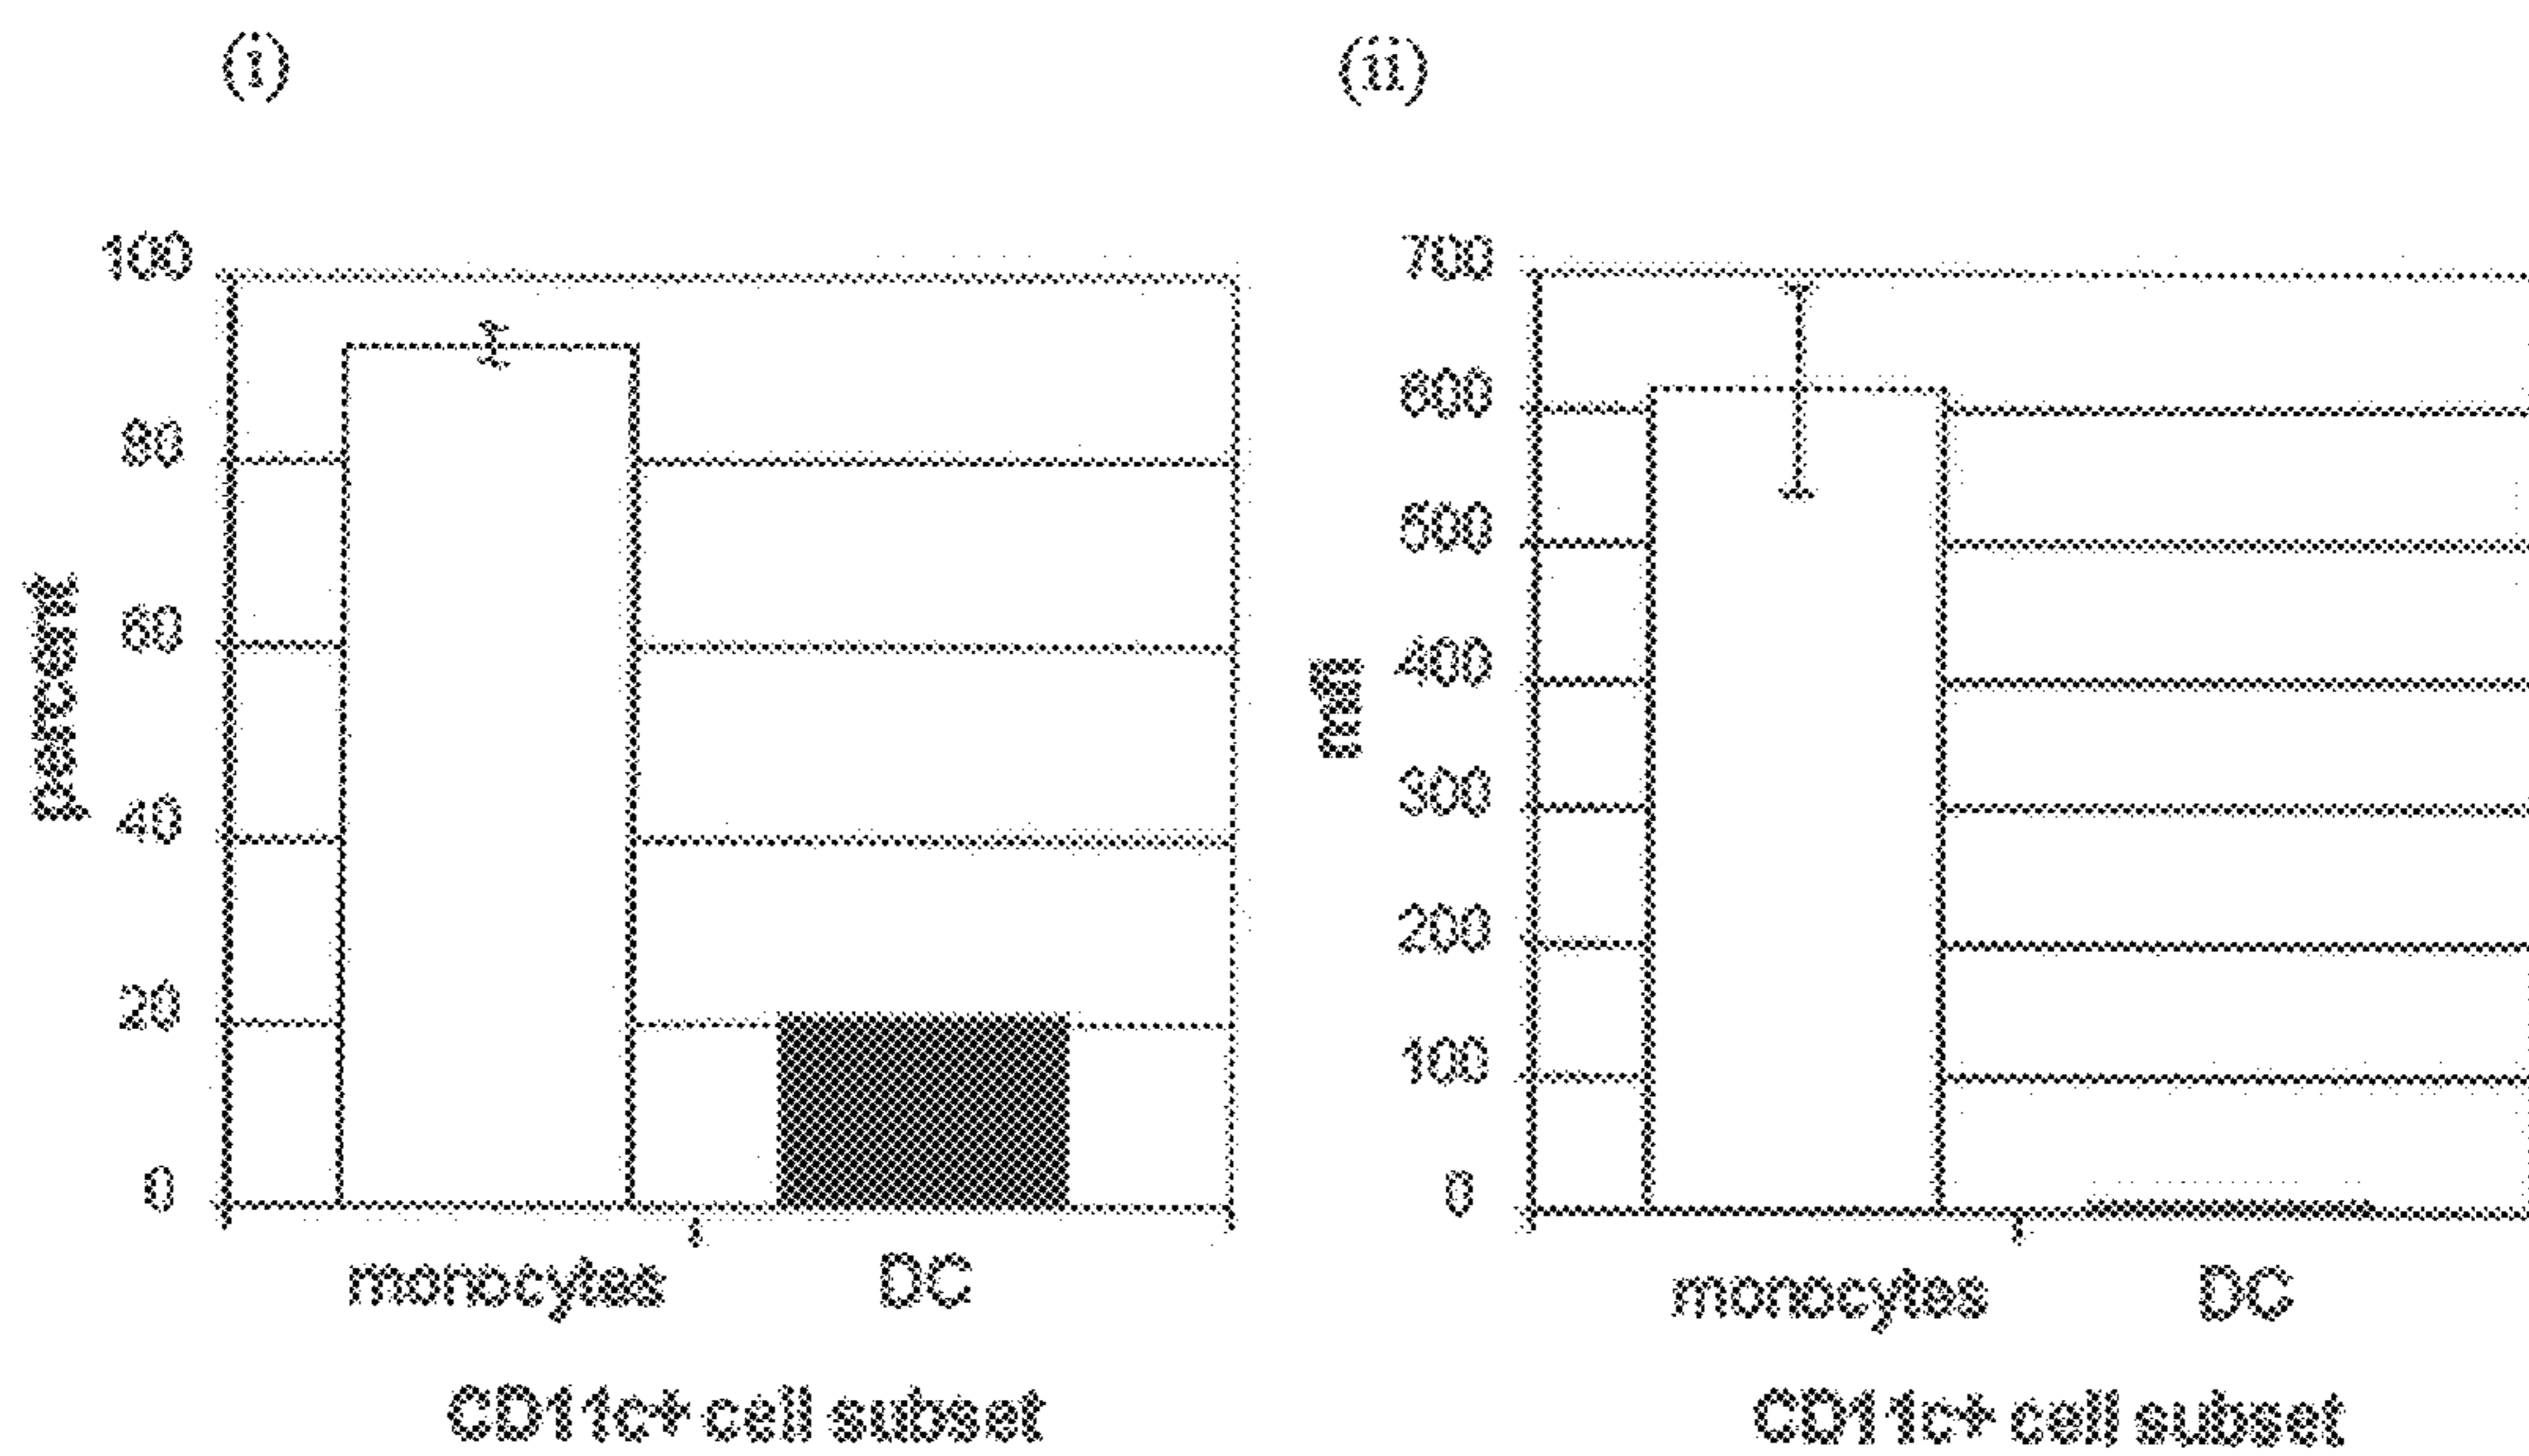 (i)
percent
100
80
60
40
20
0
monocytes DC
CD11c+ cell subset
(ii)
mfi
700
600
500
400
300
200
100
0
monocytes DC
CD11c+ cell subset